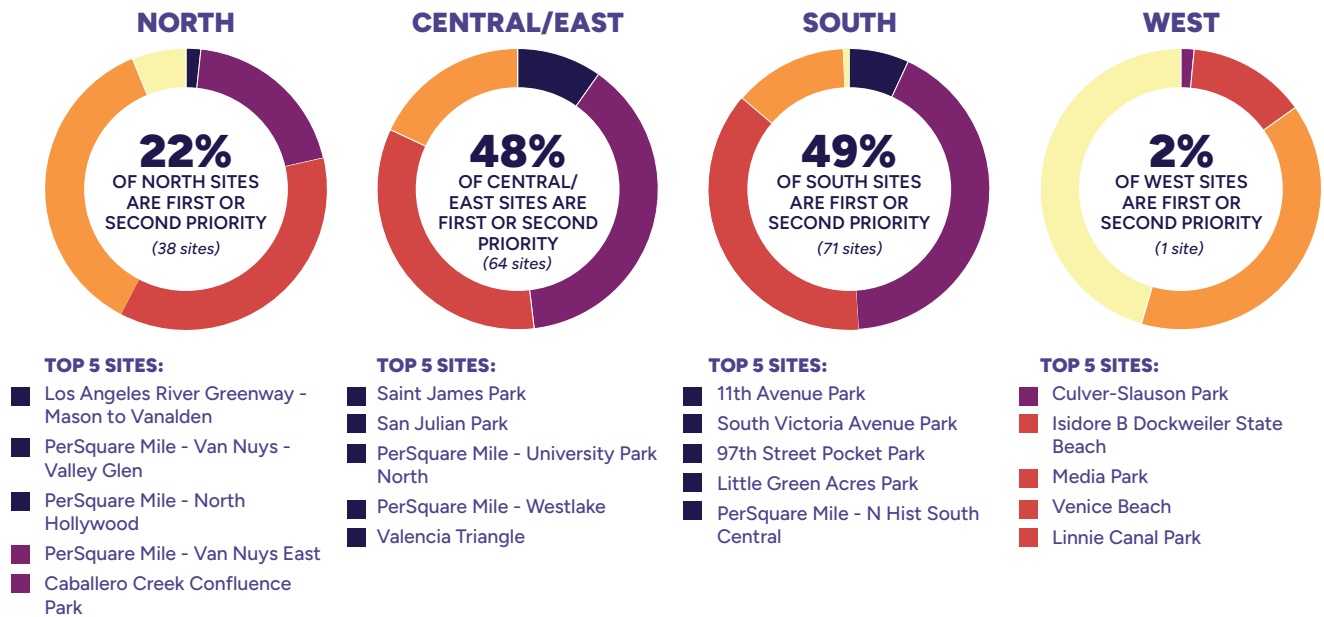 NORTH
22%
OF NORTH SITES
ARE FIRST OR
SECOND PRIORITY
(38 sites)
TOP 5 SITES:
Los Angeles River Greenway -
Mason to Vanalden
PerSquare Mile - Van Nuys -
Valley Glen
PerSquare Mile - North
Hollywood
PerSquare Mile - Van Nuys East
Caballero Creek Confluence
Park
CENTRAL/EAST
48%
OF CENTRAL/
EAST SITES ARE
FIRST OR SECOND
PRIORITY
(64 sites)
TOP 5 SITES:
Saint James Park
San Julian Park
PerSquare Mile - University Park
North
PerSquare Mile - Westlake
Valencia Triangle
SOUTH
49%
OF SOUTH SITES
ARE FIRST OR
SECOND PRIORITY
(71 sites)
TOP 5 SITES:
11th Avenue Park
South Victoria Avenue Park
97th Street Pocket Park
Little Green Acres Park
PerSquare Mile - N Hist South
Central
WEST
2%
OF WEST SITES
ARE FIRST OR
SECOND PRIORITY
(1 site)
TOP 5 SITES:
Culver-Slauson Park
Isidore B Dockweiler State
Beach
Media Park
Venice Beach
Linnie Canal Park